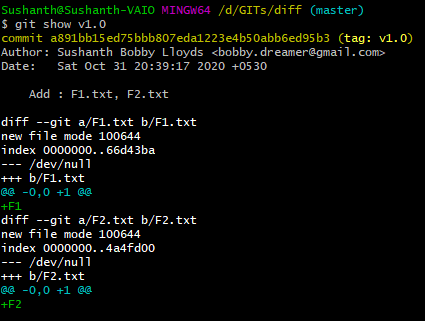 Sushanth@Sushanth-VAIO MINGW64 /d/GITs/diff (master)
$ git show v1.0
commit a891bb15ed75bbb807eda1223e4b50abb6ed95b3 (tag: v1.0)
Author: Sushanth Bobby Lloyds <bobby.dreamer@gmail.com>
Date:   Sat Oct 31 20:39:17 2020 +0530

    Add : F1.txt, F2.txt

diff --git a/F1.txt b/F1.txt
new file mode 100644
index 0000000..66d43ba
--- /dev/null
+++ b/F1.txt
@@ -0,0 +1 @@
+F1
diff --git a/F2.txt b/F2.txt
new file mode 100644
index 0000000..4a4fd00
--- /dev/null
+++ b/F2.txt
@@ -0,0 +1 @@
+F2